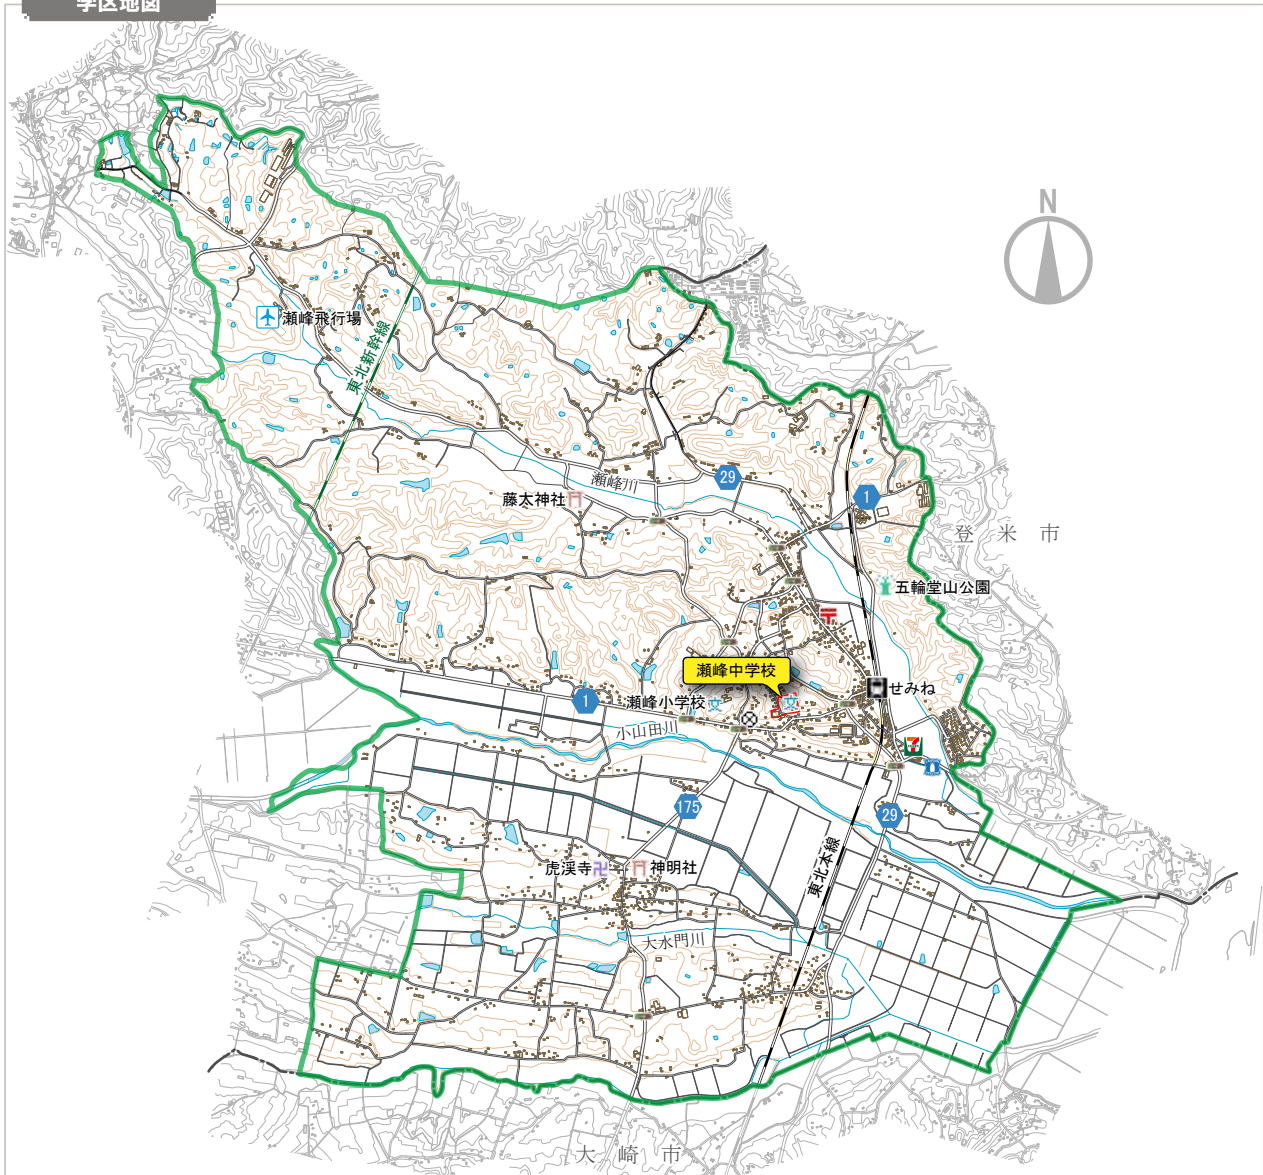 学区地図
N
瀬峰飛行場
東北新幹線
29
瀬峰川
1
藤太神社
登米市
五輪堂山公園
瀬峰中学校
せみね
1
瀬峰小学校
文
文
小山田川
7
175
29
東北本線
虎渓寺
神明社
大水門川
大崎市